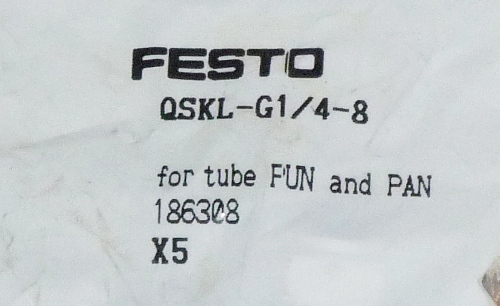 FESTO
QSKL-G1/4-8
for tube PUN and PAN
186308
X5